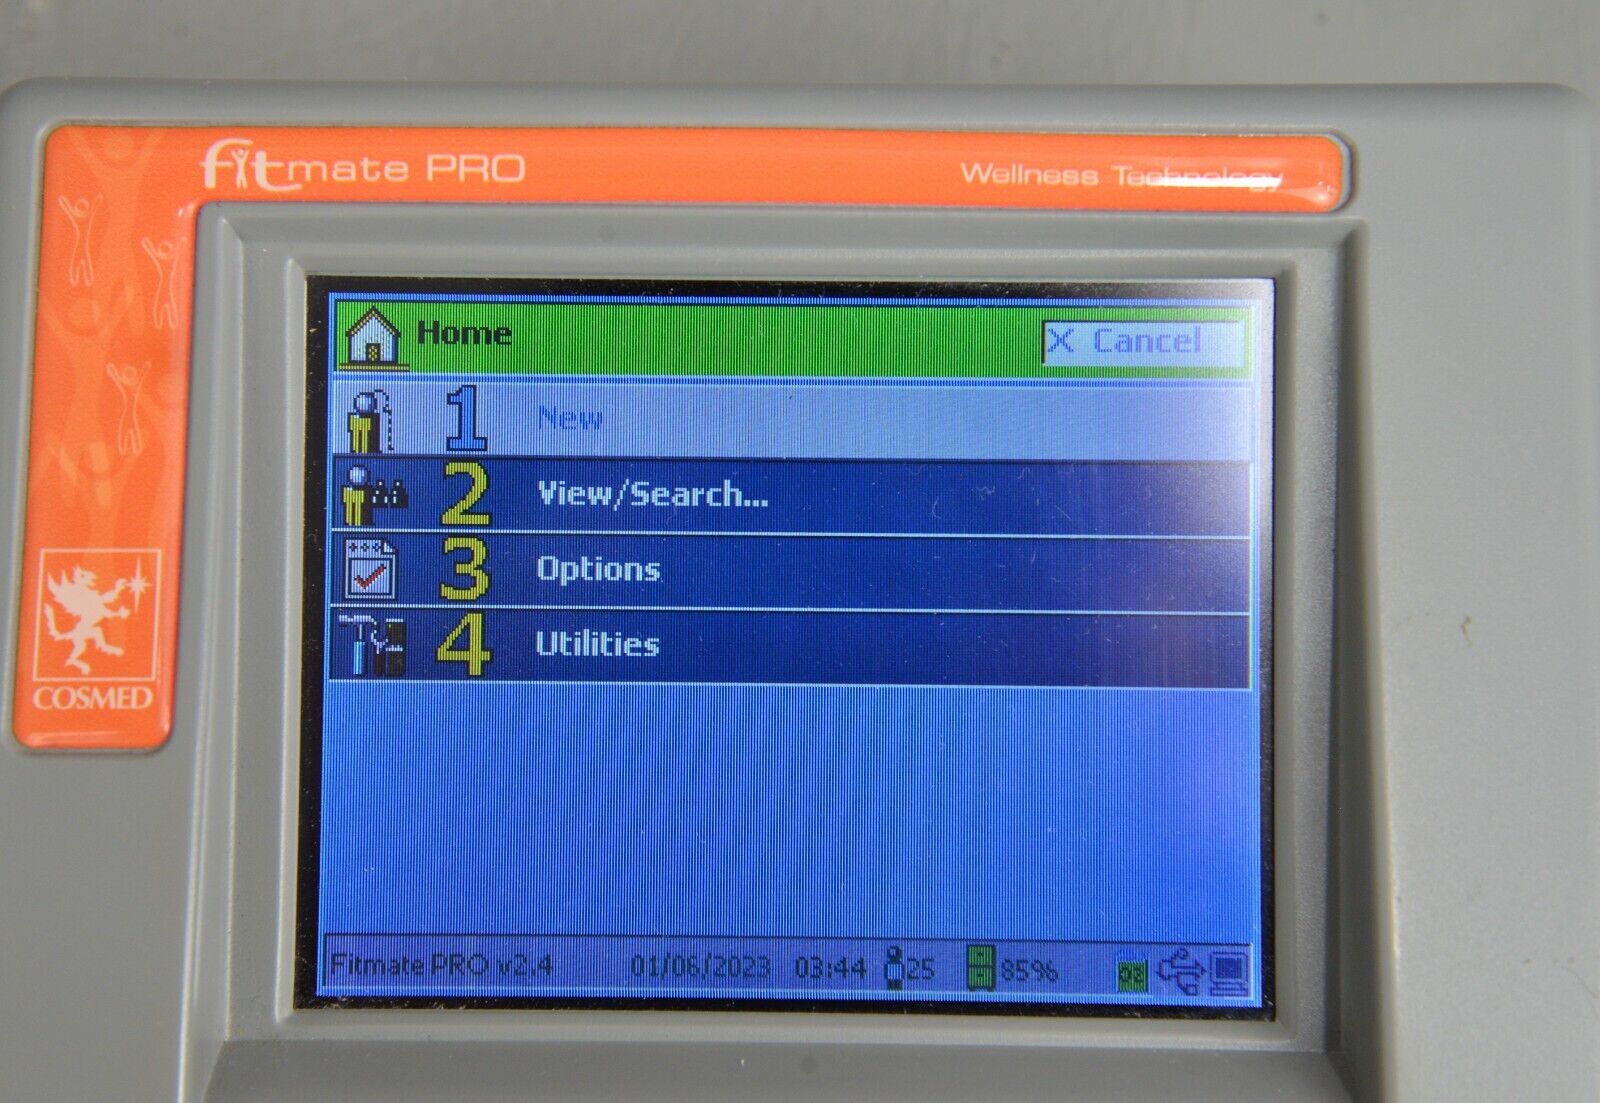 fitmate PRO Wellness Technology
Home X Cancel
1 New
2 View/Search...
3 Options
4 Utilities
COSMED
Fitmate PRO v2.4 01/06/2023 03:44 25 85%